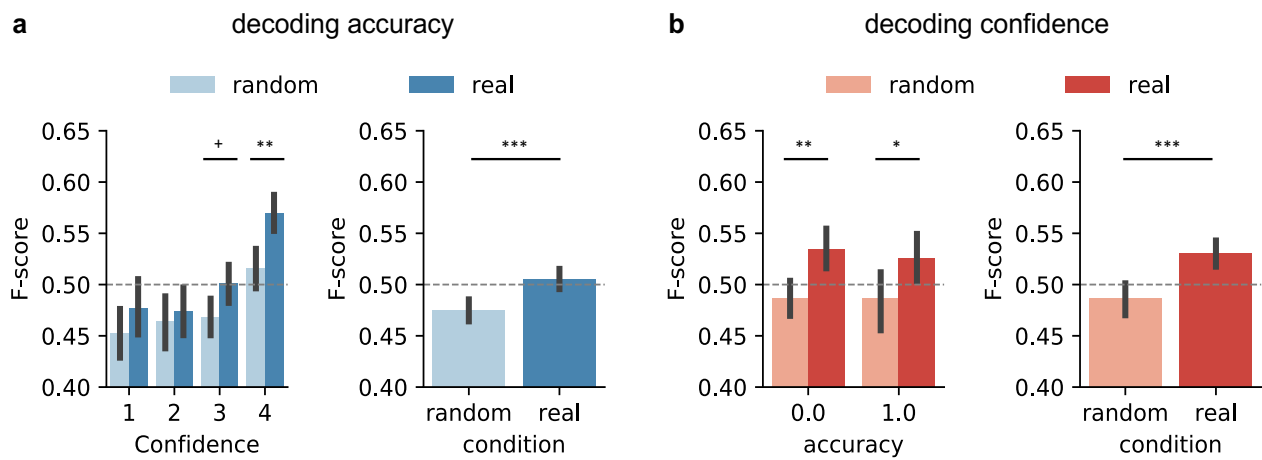 a decoding accuracy
random real
0.65
0.60
0.55
0.50
0.45
0.40
F-score
+ **
1 2 3 4
Confidence
0.65
0.60
0.55
0.50
0.45
0.40
F-score
***
random real
condition
b decoding confidence
random real
0.65
0.60
0.55
0.50
0.45
0.40
F-score
** *
0.0 1.0
accuracy
0.65
0.60
0.55
0.50
0.45
0.40
F-score
***
random real
condition